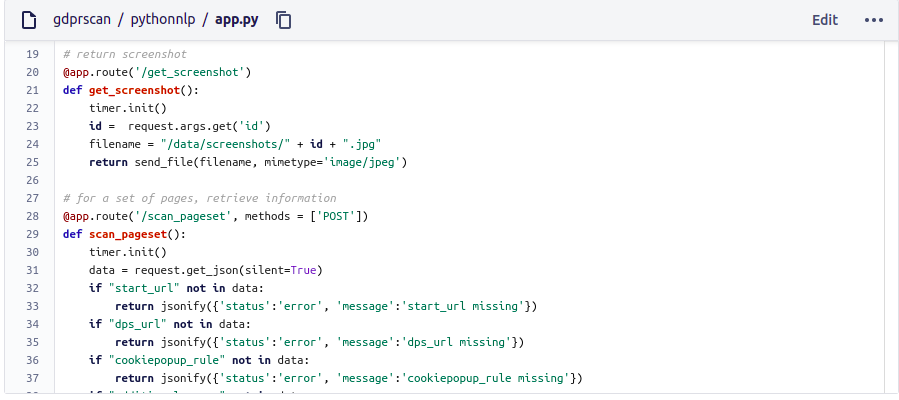 gdprscan / pythonnlp / app.py Edit
19 # return screenshot
20 @app.route('/get_screenshot')
21 def get_screenshot():
22     timer.init()
23     id =  request.args.get('id')
24     filename = "/data/screenshots/" + id + ".jpg"
25     return send_file(filename, mimetype='image/jpeg')
26
27 # for a set of pages, retrieve information
28 @app.route('/scan_pageset', methods = ['POST'])
29 def scan_pageset():
30     timer.init()
31     data = request.get_json(silent=True)
32     if "start_url" not in data:
33         return jsonify({'status':'error', 'message':'start_url missing'})
34     if "dps_url" not in data:
35         return jsonify({'status':'error', 'message':'dps_url missing'})
36     if "cookiepopup_rule" not in data:
37         return jsonify({'status':'error', 'message':'cookiepopup_rule missing'})